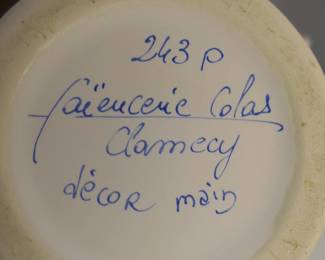 243 p
faïencerie Colas
Clamecy
décor main